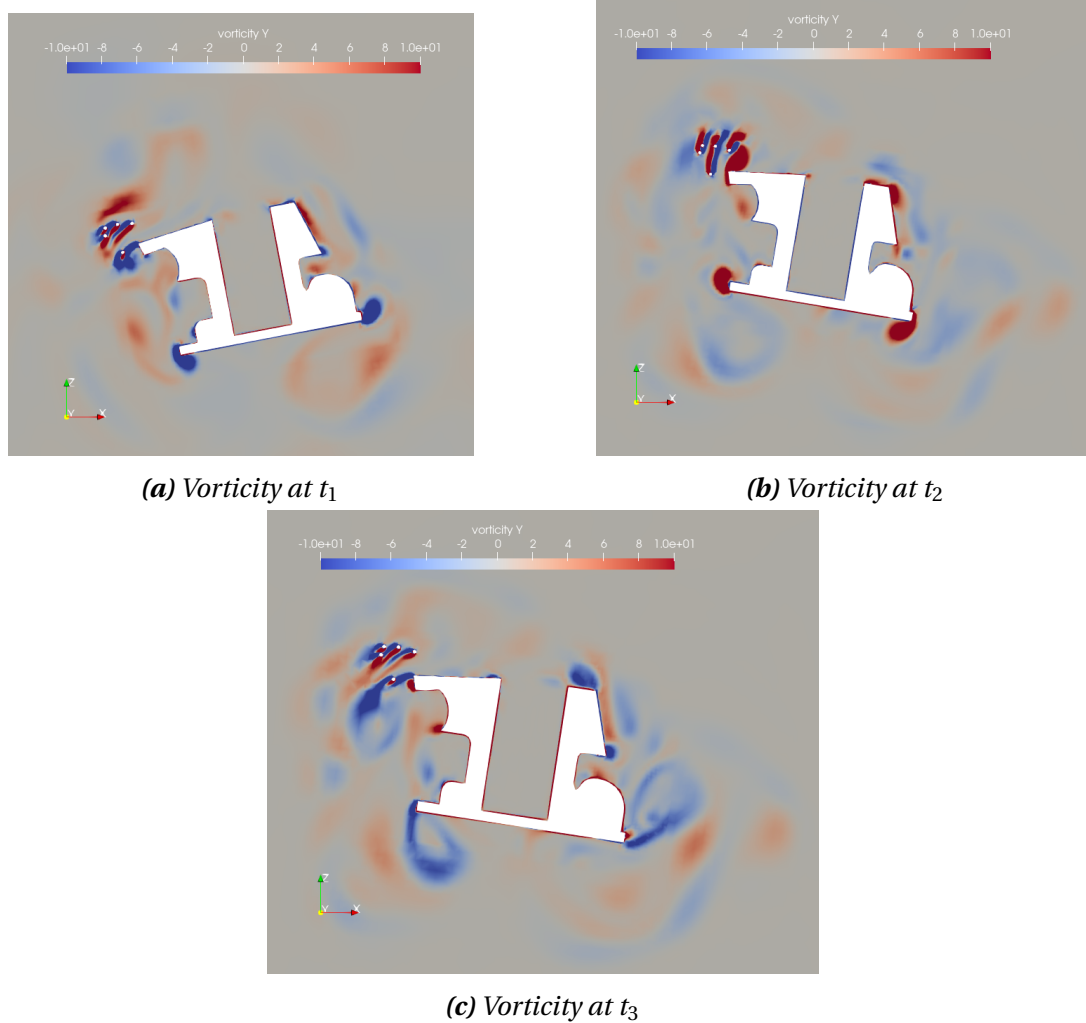 vorticity Y
-1.0e+01 -8 -6 -4 -2 0 2 4 6 8 1.0e+01
Z
Y X
(a) Vorticity at t1
vorticity Y
-1.0e+01 -8 -6 -4 -2 0 2 4 6 8 1.0e+01
Z
Y X
(b) Vorticity at t2
vorticity Y
-1.0e+01 -8 -6 -4 -2 0 2 4 6 8 1.0e+01
Z
Y X
(c) Vorticity at t3